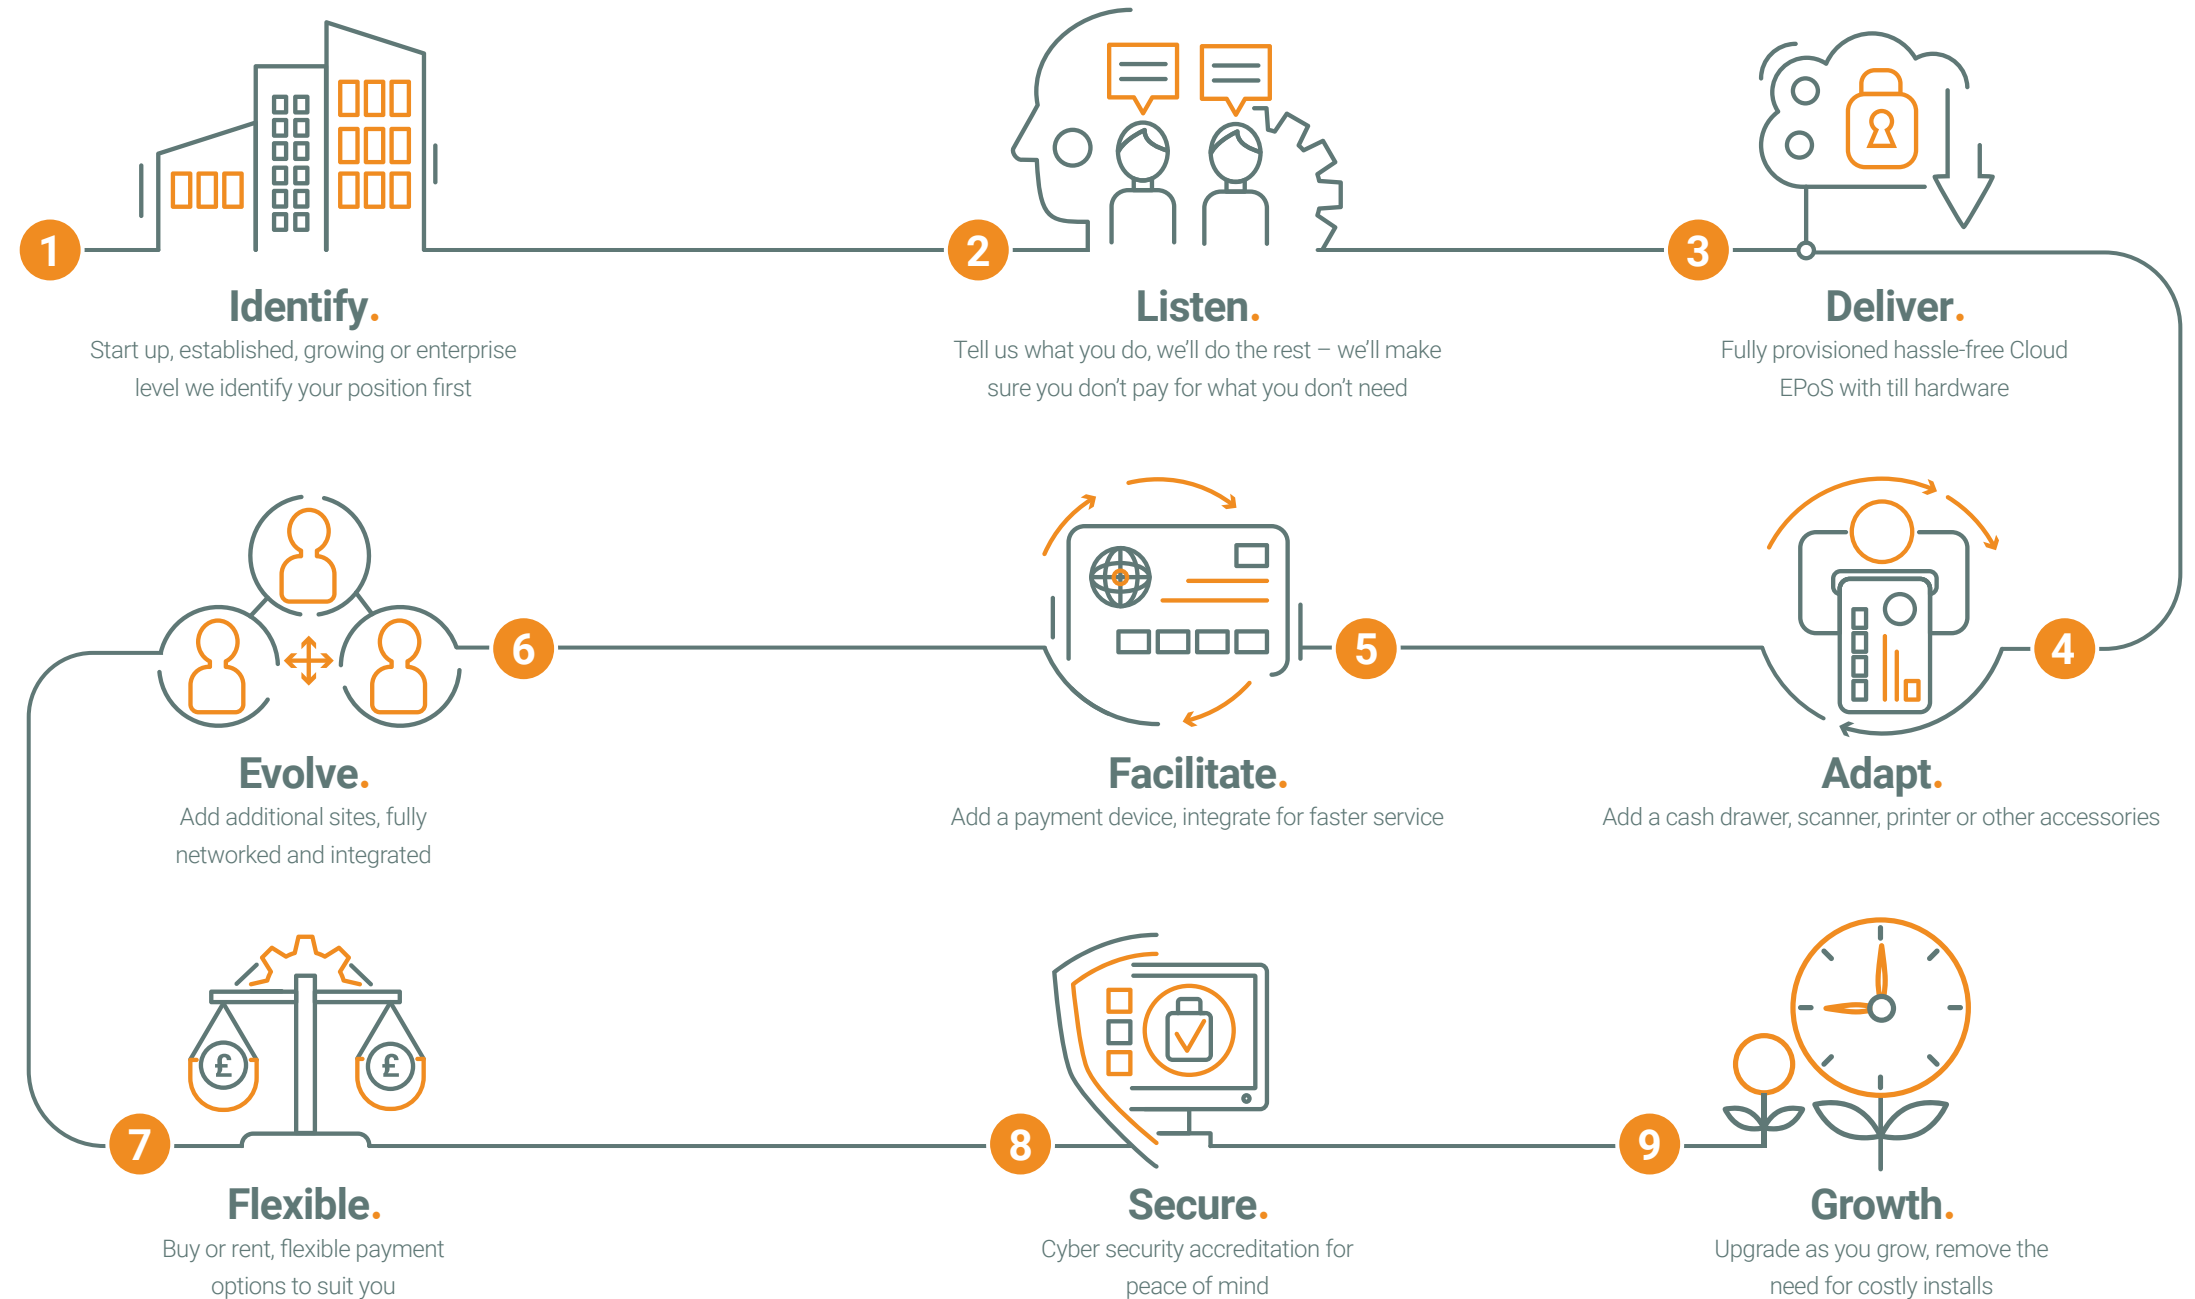 1
Identify.
Start up, established, growing or enterprise
level we identify your position first
2
Listen.
Tell us what you do, we'll do the rest – we'll make
sure you don't pay for what you don't need
3
Deliver.
Fully provisioned hassle-free Cloud
EPoS with till hardware
4
Adapt.
Add a cash drawer, scanner, printer or other accessories
5
Facilitate.
Add a payment device, integrate for faster service
6
Evolve.
Add additional sites, fully
networked and integrated
£ £
7
Flexible.
Buy or rent, flexible payment
options to suit you
8
Secure.
Cyber security accreditation for
peace of mind
9
Growth.
Upgrade as you grow, remove the
need for costly installs